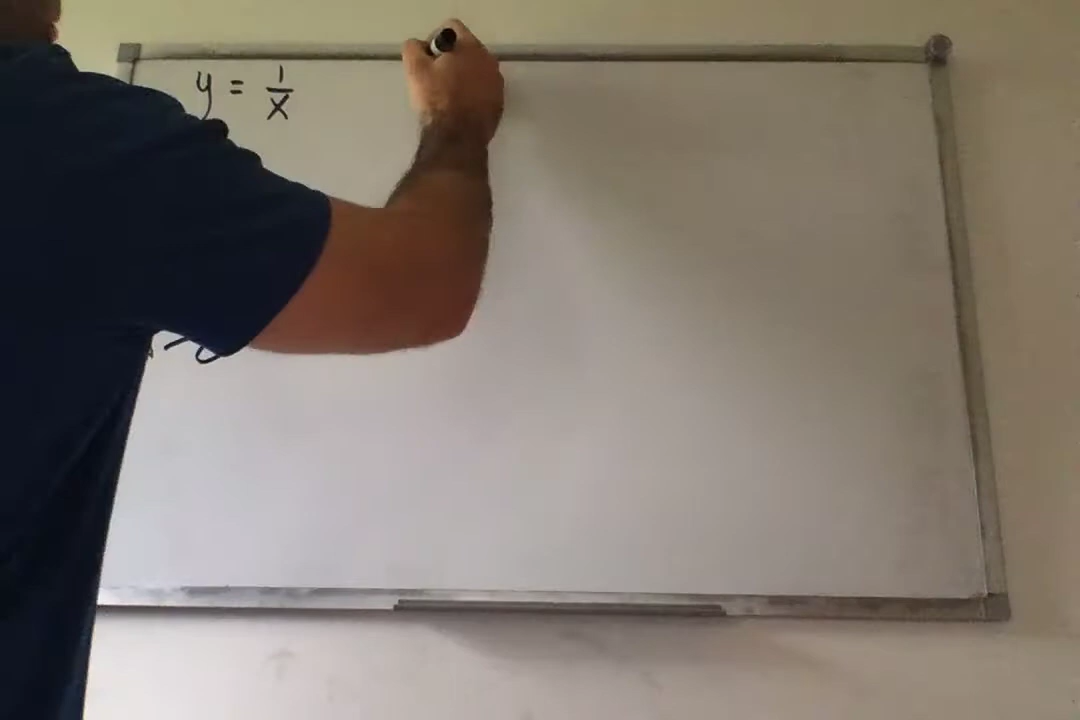 y = 1/x